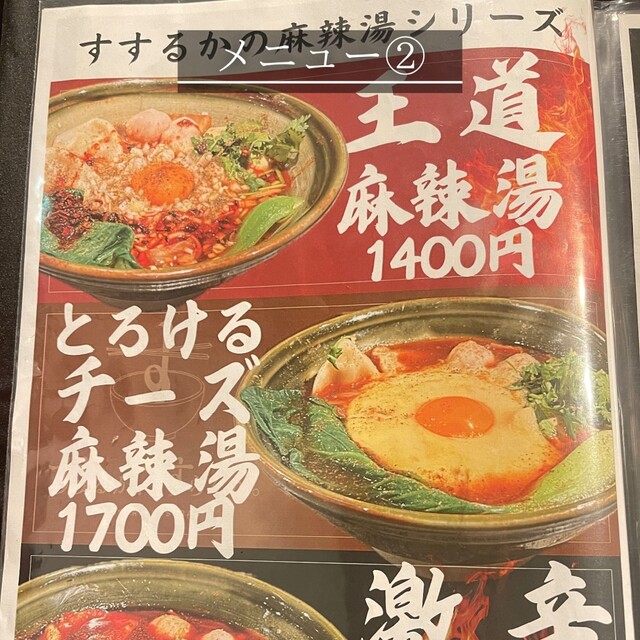 すするかの麻辣湯シリーズ
メニュー②
王道
麻辣湯
1400円
とろける
チーズ
麻辣湯
1700円
激辛